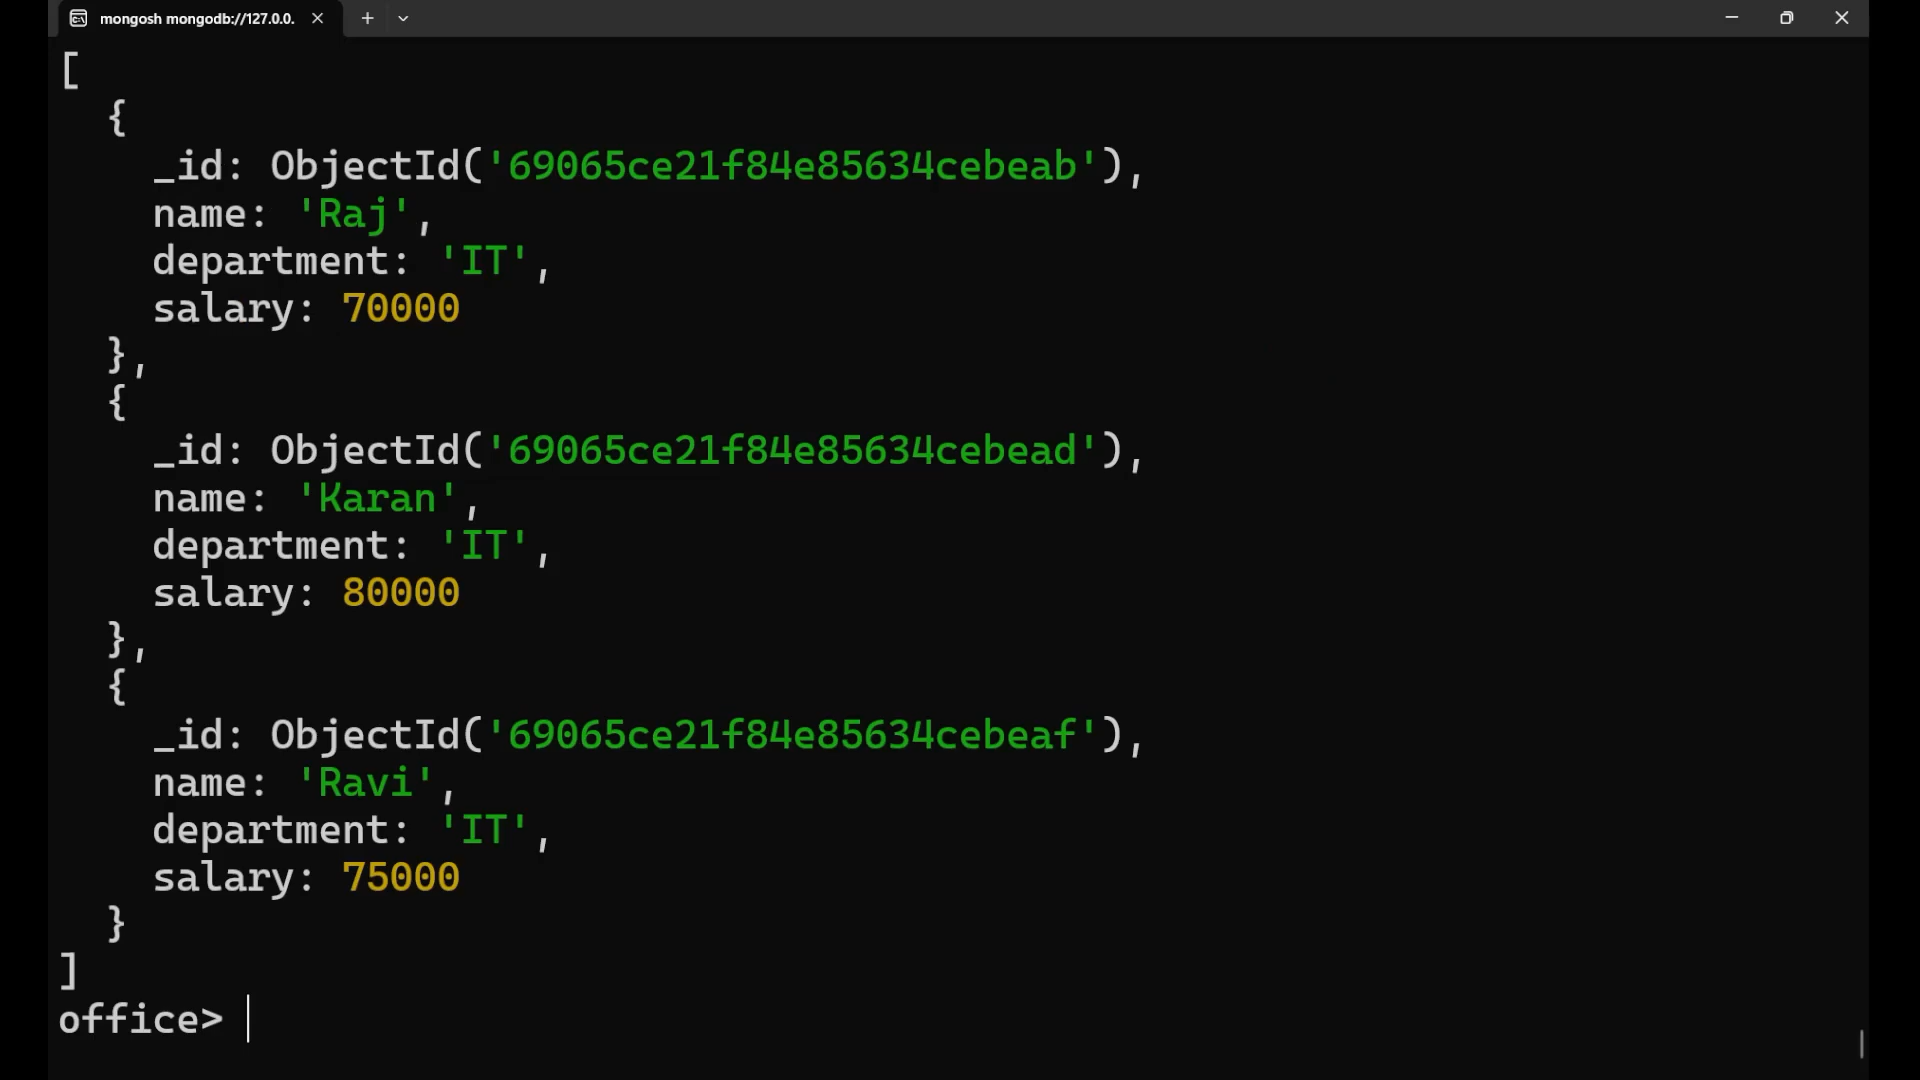 mongosh mongodb://127.0.0.
[
  {
    _id: ObjectId('69065ce21f84e85634cebeab'),
    name: 'Raj',
    department: 'IT',
    salary: 70000
  },
  {
    _id: ObjectId('69065ce21f84e85634cebead'),
    name: 'Karan',
    department: 'IT',
    salary: 80000
  },
  {
    _id: ObjectId('69065ce21f84e85634cebeaf'),
    name: 'Ravi',
    department: 'IT',
    salary: 75000
  }
]
office>